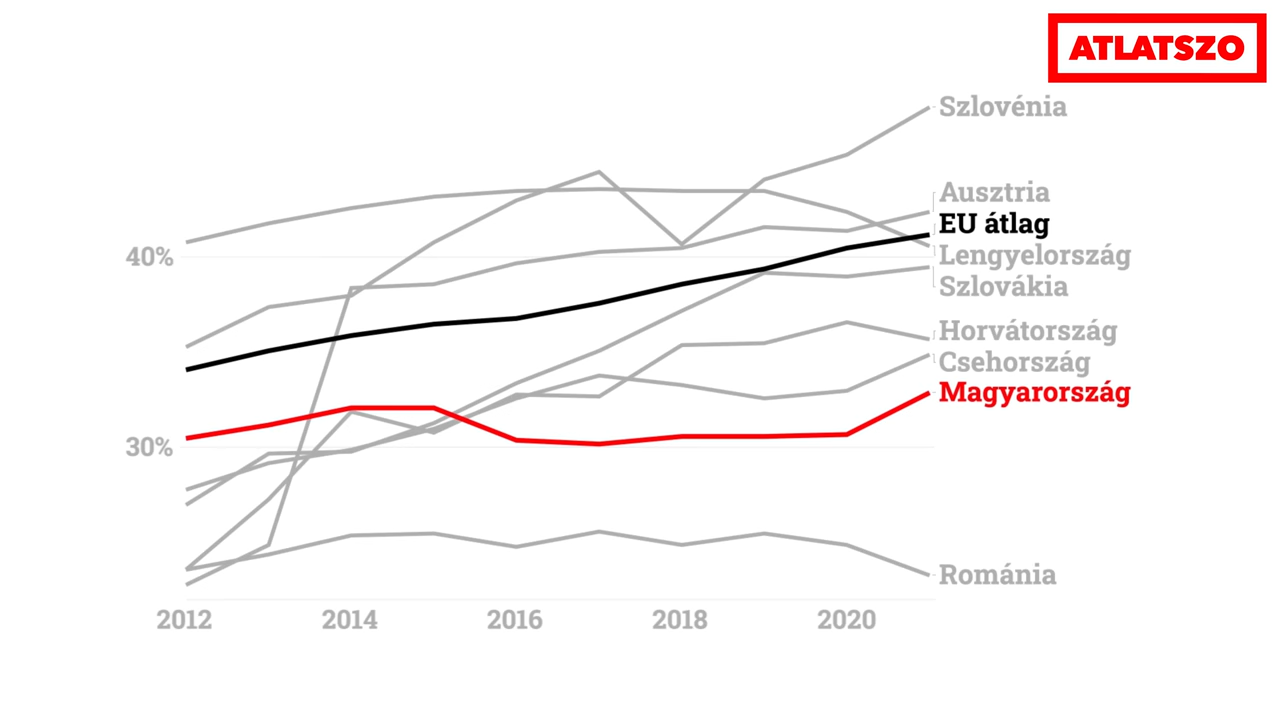 ATLATSZO
Szlovénia
Ausztria
EU átlag
40%
Lengyelország
Szlovákia
Horvátország
Csehország
Magyarország
30%
Románia
2012 2014 2016 2018 2020